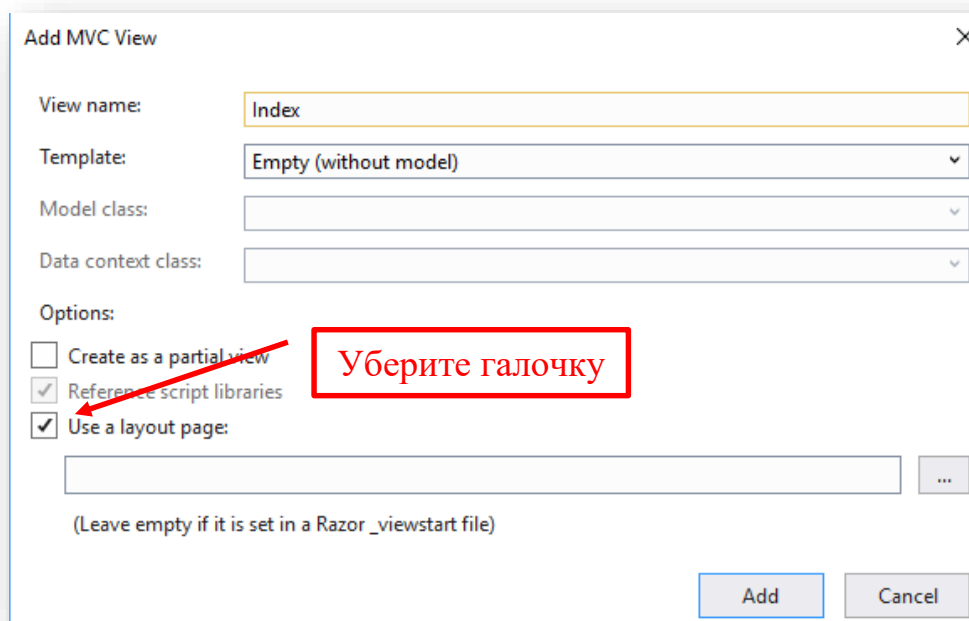 Add MVC View
View name:
Index
Template:
Empty (without model)
Model class:
Data context class:
Options:
Create as a partial view
Уберите галочку
Reference script libraries
Use a layout page:
...
(Leave empty if it is set in a Razor _viewstart file)
Add
Cancel